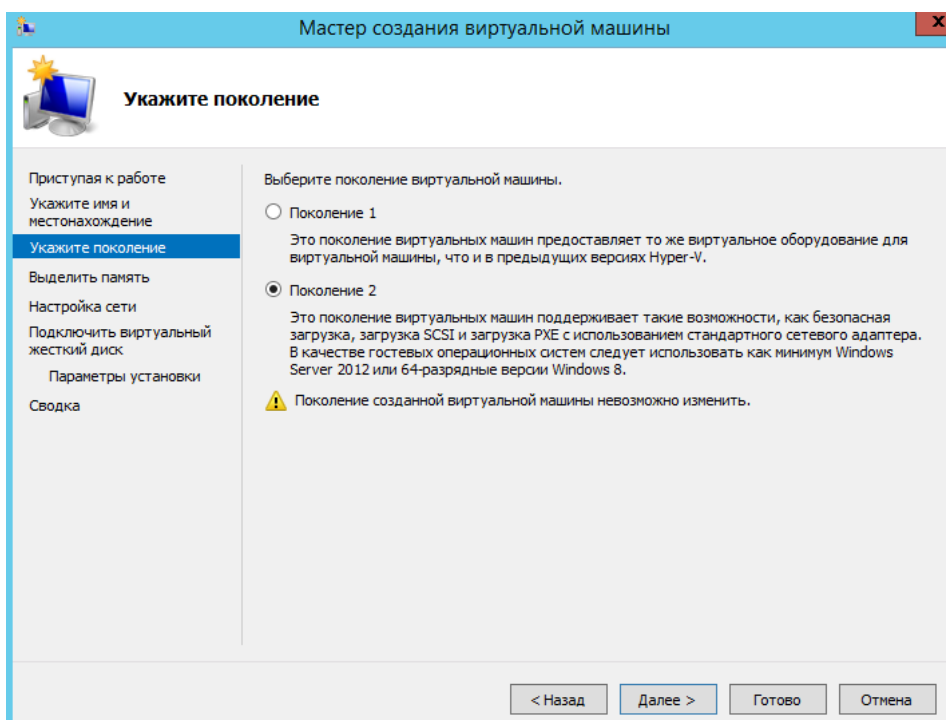 Мастер создания виртуальной машины
x
Укажите поколение
Приступая к работе
Укажите имя и
местонахождение
Укажите поколение
Выделить память
Настройка сети
Подключить виртуальный
жесткий диск
Параметры установки
Сводка
Выберите поколение виртуальной машины.
Поколение 1
Это поколение виртуальных машин предоставляет то же виртуальное оборудование для
виртуальной машины, что и в предыдущих версиях Hyper-V.
Поколение 2
Это поколение виртуальных машин поддерживает такие возможности, как безопасная
загрузка, загрузка SCSI и загрузка PXE с использованием стандартного сетевого адаптера.
В качестве гостевых операционных систем следует использовать как минимум Windows
Server 2012 или 64-разрядные версии Windows 8.
Поколение созданной виртуальной машины невозможно изменить.
< Назад
Далее >
Готово
Отмена